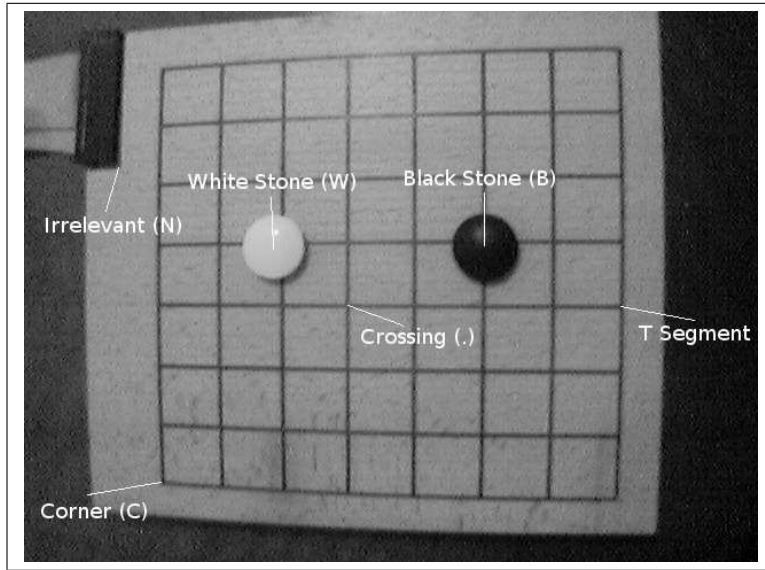 White Stone (W)
Black Stone (B)
Irrelevant (N)
Crossing (.)
T Segment
Corner (C)